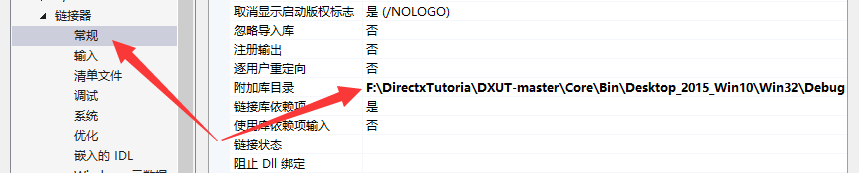 链接器
常规
输入
清单文件
调试
系统
优化
嵌入的 IDL
取消显示启动版权标志 是 (/NOLOGO)
忽略导入库 否
注册输出 否
逐用户重定向 否
附加库目录 F:\DirectxTutoria\DXUT-master\Core\Bin\Desktop_2015_Win10\Win32\Debug
链接库依赖项 是
使用库依赖项输入 否
链接状态
阻止 Dll 绑定